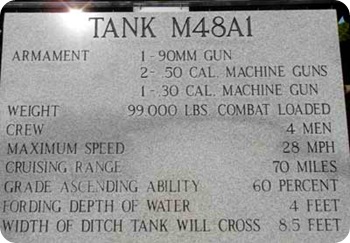 TANK M48A1
ARMAMENT 1-90MM GUN
2-.50 CAL. MACHINE GUNS
1-.30 CAL. MACHINE GUN
WEIGHT 99,000 LBS. COMBAT LOADED
CREW 4 MEN
MAXIMUM SPEED 28 MPH
CRUISING RANGE 70 MILES
GRADE ASCENDING ABILITY 60 PERCENT
FORDING DEPTH OF WATER 4 FEET
WIDTH OF DITCH TANK WILL CROSS 8.5 FEET